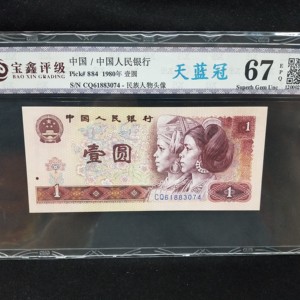 宝鑫评级
BAO XIN GRADING
中国 / 中国人民银行
Pick# 884 1980年 壹圆
S/N CQ61883074 - 民族人物头像
天蓝冠
67 EPQ
Superb Gem Unc
中国人民银行
壹圆
1
1
1
CQ61883074